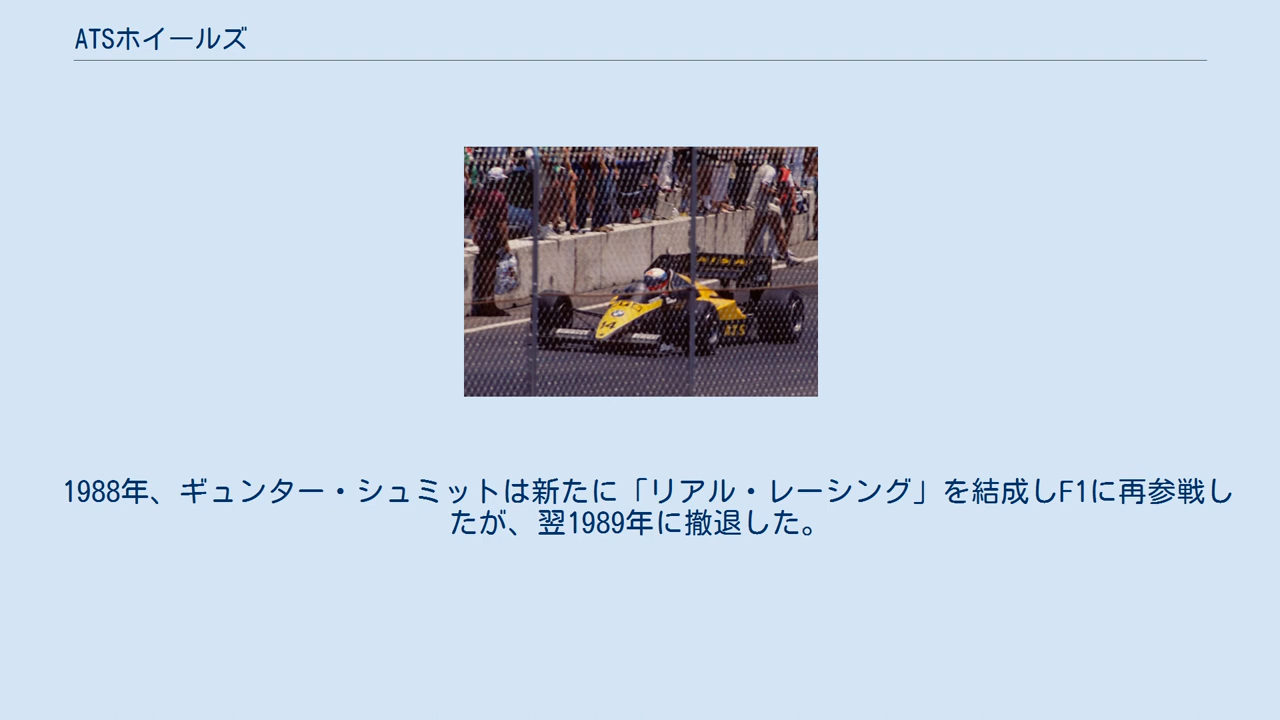 ATSホイールズ
14
ATS
1988年、ギュンター・シュミットは新たに「リアル・レーシング」を結成しF1に再参戦し
たが、翌1989年に撤退した。